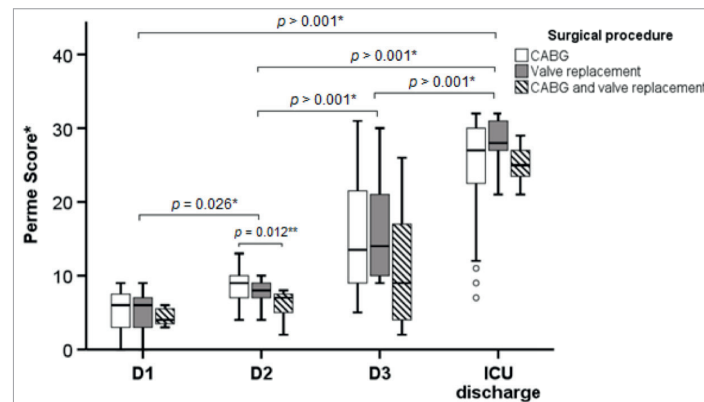 p > 0.001*
Surgical procedure
CABG
Valve replacement
CABG and valve replacement
p > 0.001*
p > 0.001*
p > 0.001*
p = 0.026*
p = 0.012**
Perme Score*
40
30
20
10
0
D1
D2
D3
ICU
discharge